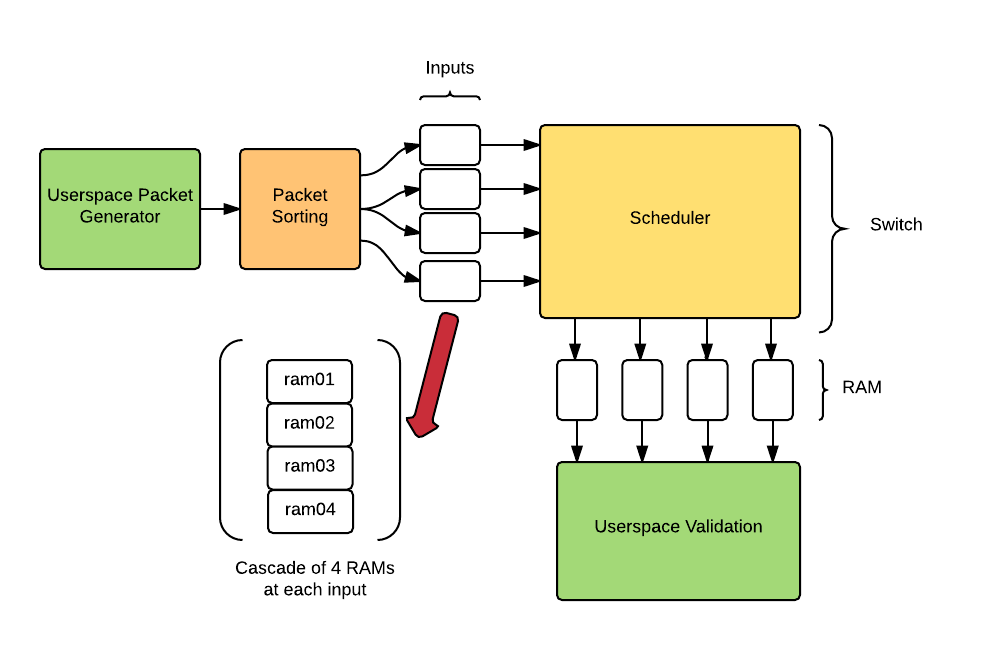 Inputs
Userspace Packet
Generator
Packet
Sorting
Scheduler
Switch
ram01
ram02
ram03
ram04
RAM
Userspace Validation
Cascade of 4 RAMs
at each input